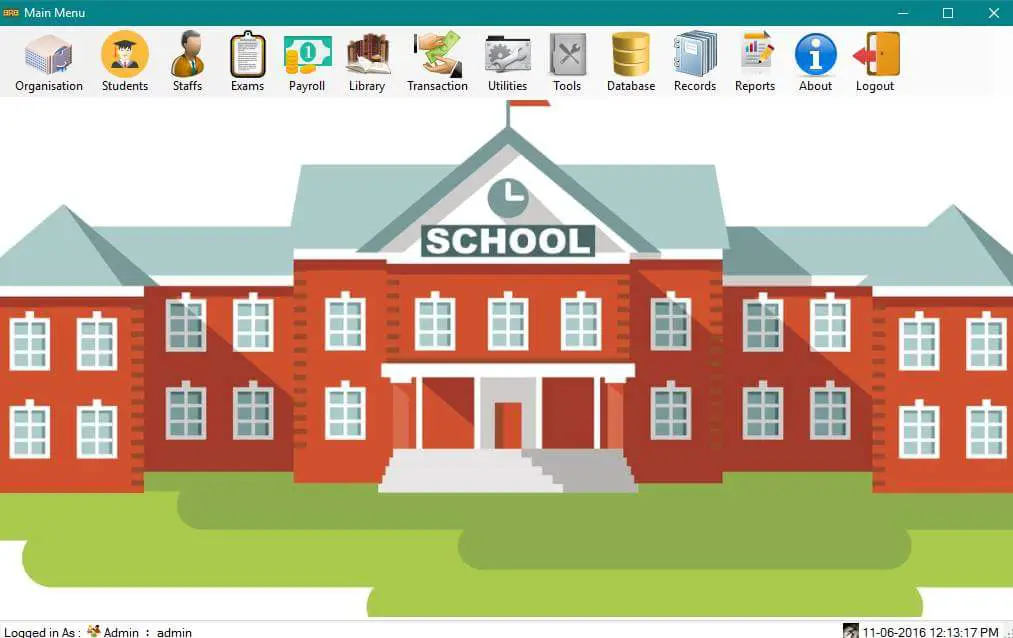 BRB Main Menu
Organisation Students Staffs Exams Payroll Library Transaction Utilities Tools Database Records Reports About Logout
SCHOOL
Logged in As : Admin : admin 11-06-2016 12:13:17 PM